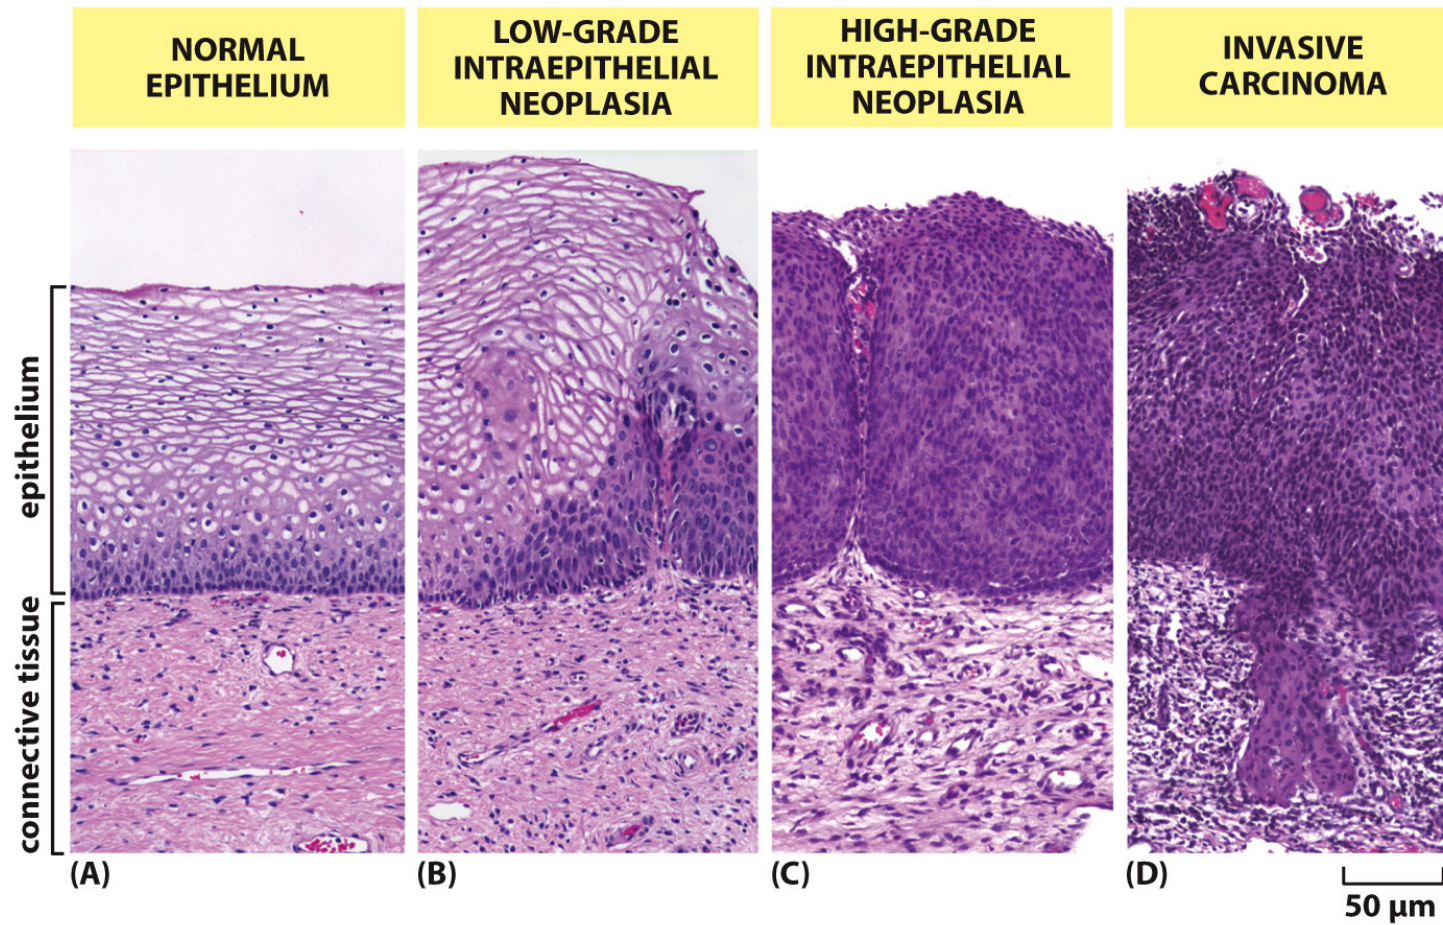 NORMAL
EPITHELIUM
LOW-GRADE
INTRAEPITHELIAL
NEOPLASIA
HIGH-GRADE
INTRAEPITHELIAL
NEOPLASIA
INVASIVE
CARCINOMA
epithelium
connective tissue
(A)
(B)
(C)
(D)
50 µm